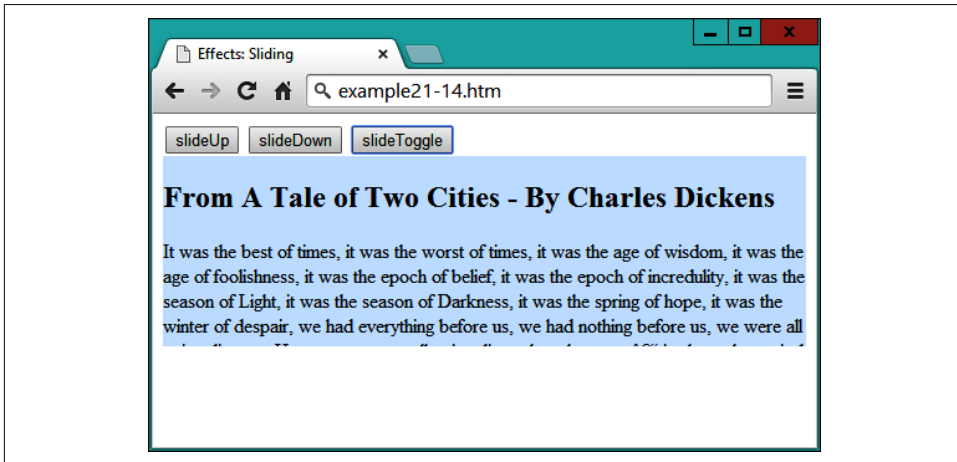 Effects: Sliding
example21-14.htm
slideUp slideDown slideToggle
From A Tale of Two Cities - By Charles Dickens
It was the best of times, it was the worst of times, it was the age of wisdom, it was the
age of foolishness, it was the epoch of belief, it was the epoch of incredulity, it was the
season of Light, it was the season of Darkness, it was the spring of hope, it was the
winter of despair, we had everything before us, we had nothing before us, we were all